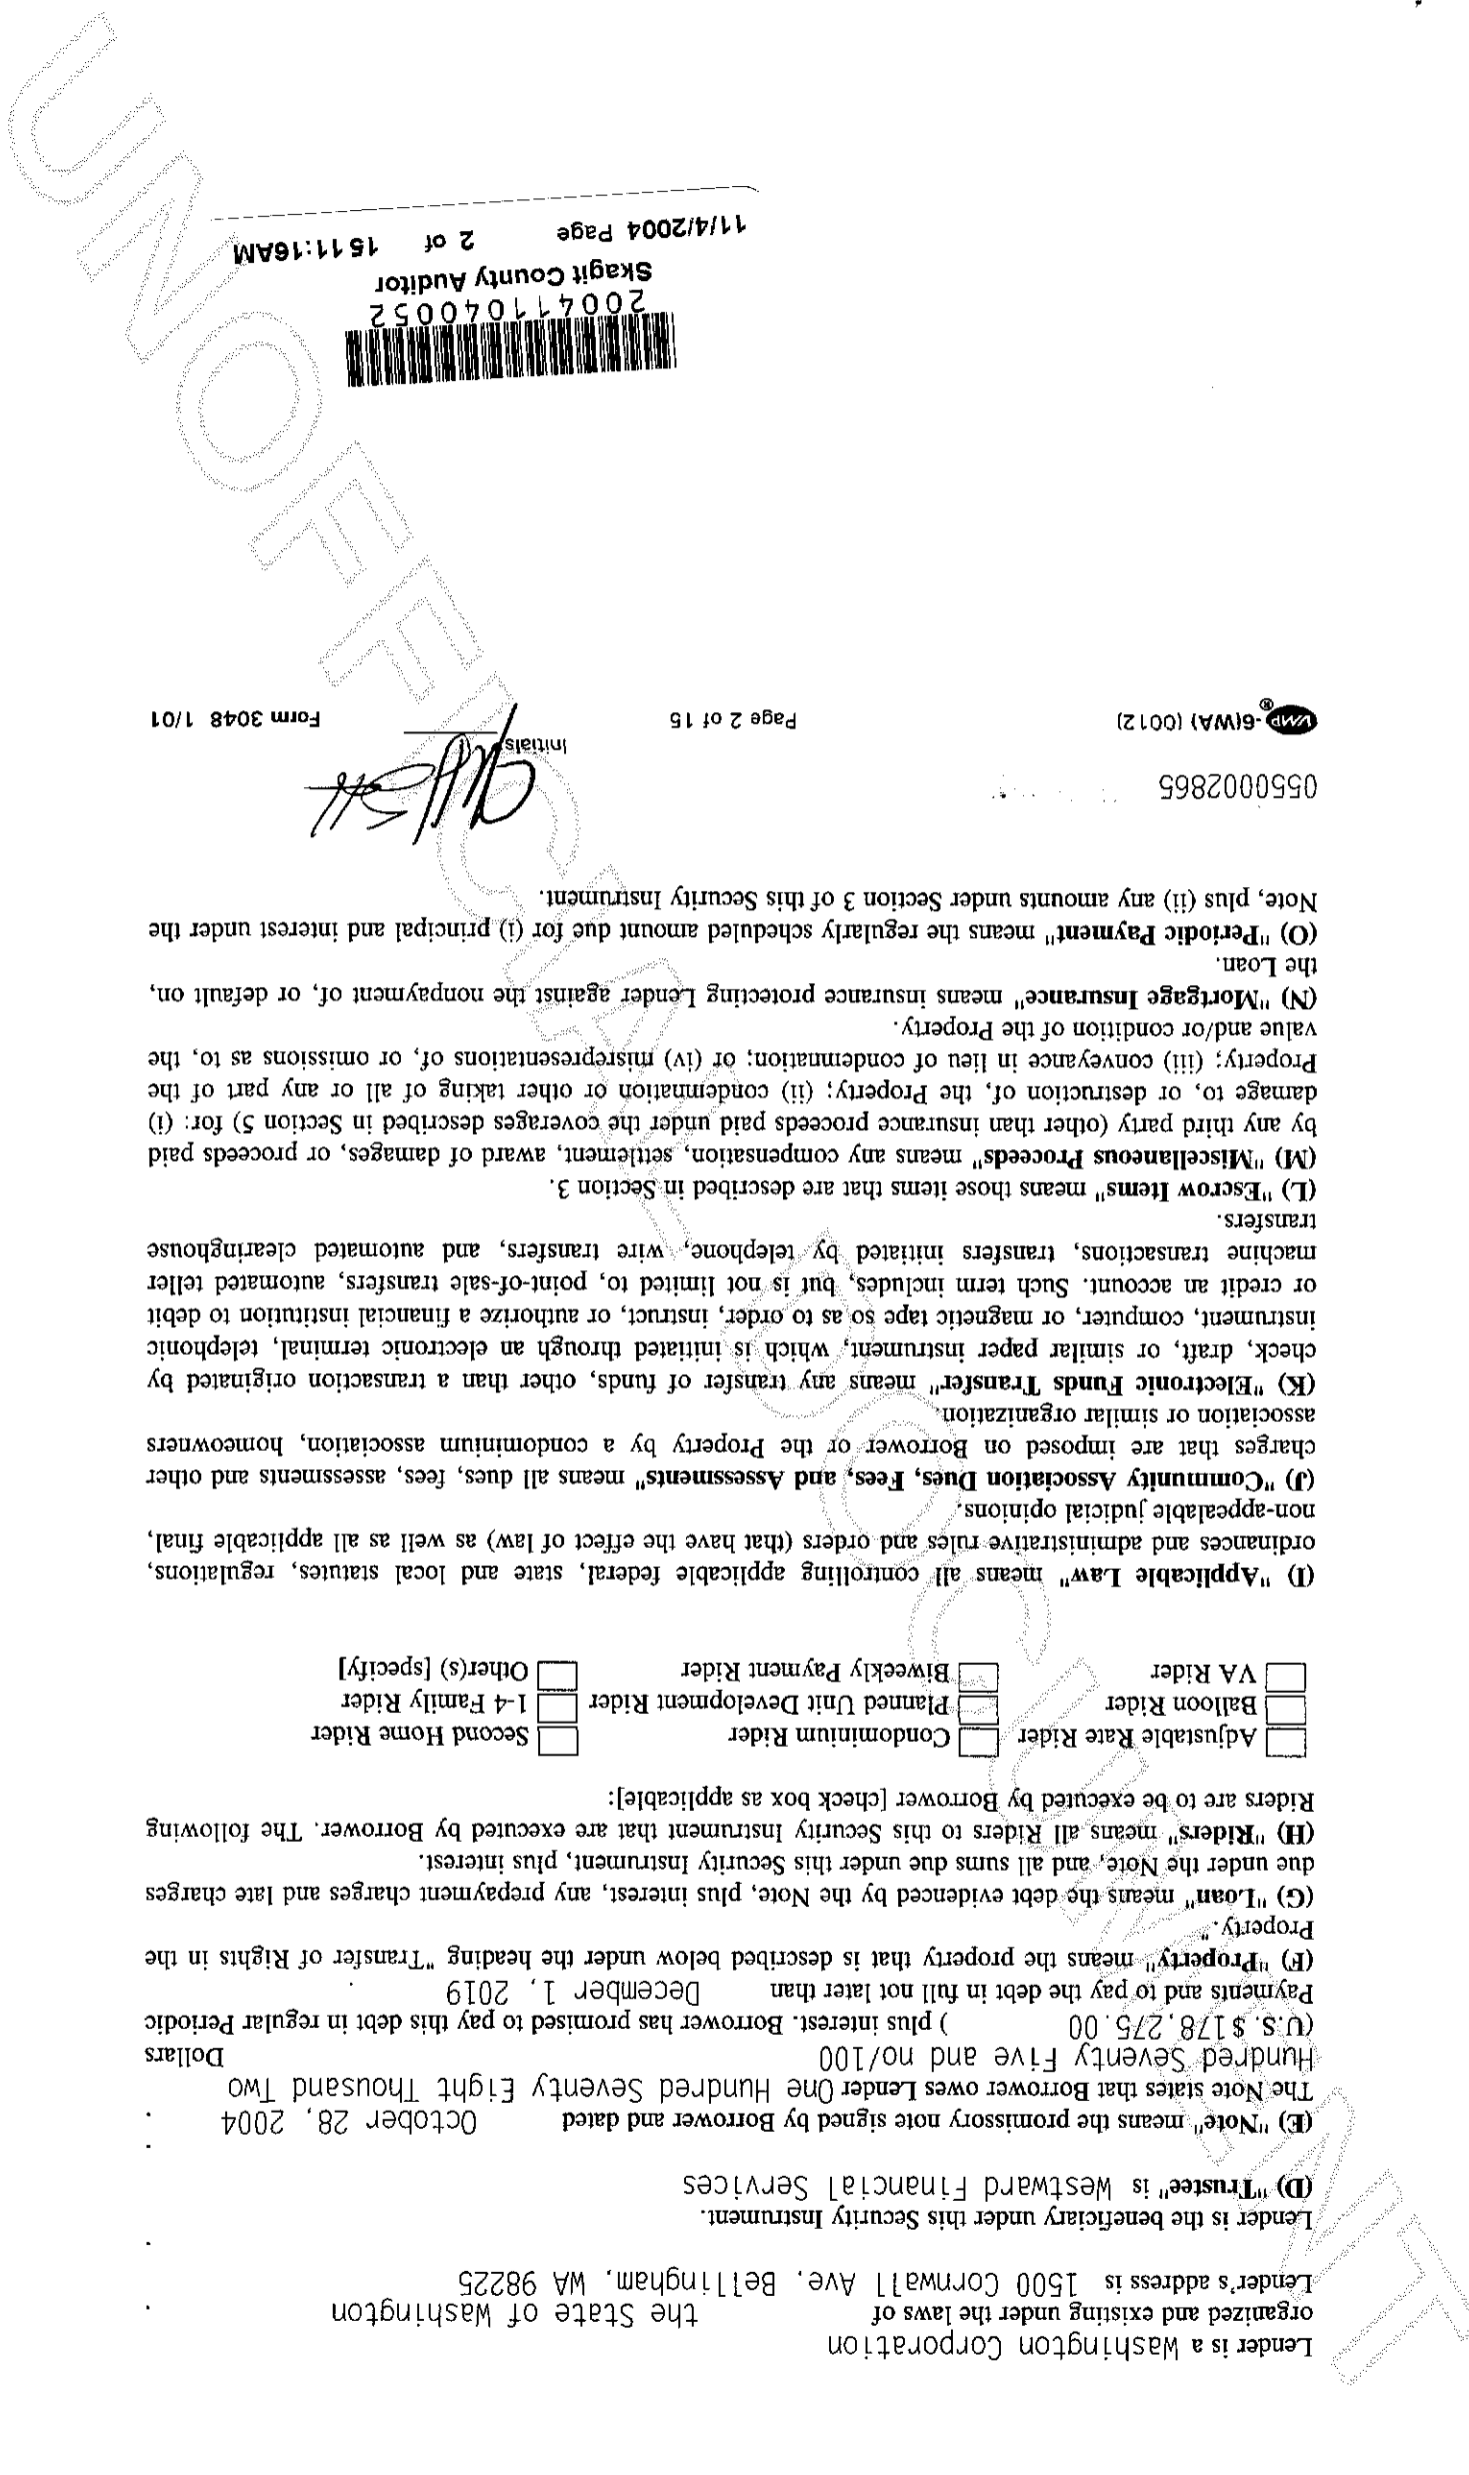 Lender is a Washington Corporation
organized and existing under the laws of the State of Washington .
Lender's address is 1500 Cornwall Ave. Bellingham, WA 98225
.
Lender is the beneficiary under this Security Instrument.
(D) "Trustee" is Westward Financial Services
.
(E) "Note" means the promissory note signed by Borrower and dated October 28, 2004 .
The Note states that Borrower owes Lender One Hundred Seventy Eight Thousand Two
Hundred Seventy Five and no/100 Dollars
(U.S. $178,275.00 ) plus interest. Borrower has promised to pay this debt in regular Periodic
Payments and to pay the debt in full not later than December 1, 2019 .
(F) "Property" means the property that is described below under the heading "Transfer of Rights in the
Property."
(G) "Loan" means the debt evidenced by the Note, plus interest, any prepayment charges and late charges
due under the Note, and all sums due under this Security Instrument, plus interest.
(H) "Riders" means all Riders to this Security Instrument that are executed by Borrower. The following
Riders are to be executed by Borrower [check box as applicable]:
Adjustable Rate Rider Condominium Rider Second Home Rider
Balloon Rider Planned Unit Development Rider 1-4 Family Rider
VA Rider Biweekly Payment Rider Other(s) [specify]
(I) "Applicable Law" means all controlling applicable federal, state and local statutes, regulations,
ordinances and administrative rules and orders (that have the effect of law) as well as all applicable final,
non-appealable judicial opinions.
(J) "Community Association Dues, Fees, and Assessments" means all dues, fees, assessments and other
charges that are imposed on Borrower or the Property by a condominium association, homeowners
association or similar organization.
(K) "Electronic Funds Transfer" means any transfer of funds, other than a transaction originated by
check, draft, or similar paper instrument, which is initiated through an electronic terminal, telephonic
instrument, computer, or magnetic tape so as to order, instruct, or authorize a financial institution to debit
or credit an account. Such term includes, but is not limited to, point-of-sale transfers, automated teller
machine transactions, transfers initiated by telephone, wire transfers, and automated clearinghouse
transfers.
(L) "Escrow Items" means those items that are described in Section 3.
(M) "Miscellaneous Proceeds" means any compensation, settlement, award of damages, or proceeds paid
by any third party (other than insurance proceeds paid under the coverages described in Section 5) for: (i)
damage to, or destruction of, the Property; (ii) condemnation or other taking of all or any part of the
Property; (iii) conveyance in lieu of condemnation; or (iv) misrepresentations of, or omissions as to, the
value and/or condition of the Property.
(N) "Mortgage Insurance" means insurance protecting Lender against the nonpayment of, or default on,
the Loan.
(O) "Periodic Payment" means the regularly scheduled amount due for (i) principal and interest under the
Note, plus (ii) any amounts under Section 3 of this Security Instrument.
0550002865
Initials
VMP®-6(WA) (0012) Page 2 of 15 Form 3048 1/01
200411040052
Skagit County Auditor
11/4/2004 Page 2 of 15 11:16AM
UNOFFICIAL DOCUMENT